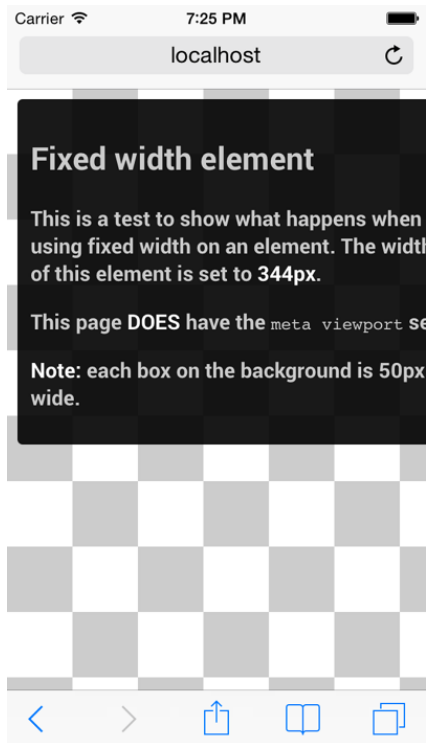 Carrier 7:25 PM
localhost
Fixed width element
This is a test to show what happens when
using fixed width on an element. The width
of this element is set to 344px.
This page DOES have the meta viewport se
Note: each box on the background is 50px
wide.